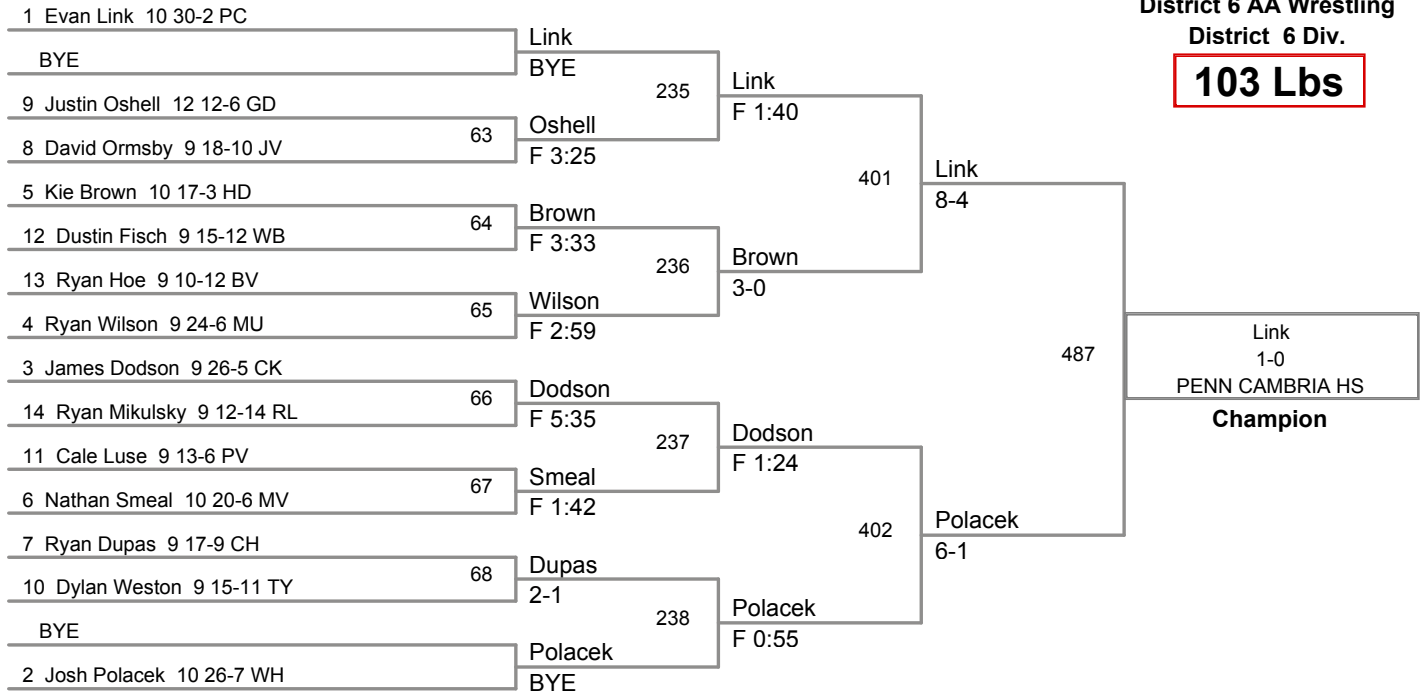 District 6 AA Wrestling
District 6 Div.
103 Lbs
1 Evan Link 10 30-2 PC
BYE
9 Justin Oshell 12 12-6 GD
8 David Ormsby 9 18-10 JV
5 Kie Brown 10 17-3 HD
12 Dustin Fisch 9 15-12 WB
13 Ryan Hoe 9 10-12 BV
4 Ryan Wilson 9 24-6 MU
3 James Dodson 9 26-5 CK
14 Ryan Mikulsky 9 12-14 RL
11 Cale Luse 9 13-6 PV
6 Nathan Smeal 10 20-6 MV
7 Ryan Dupas 9 17-9 CH
10 Dylan Weston 9 15-11 TY
BYE
2 Josh Polacek 10 26-7 WH
63
64
65
66
67
68
Link
BYE
Oshell
F 3:25
Brown
F 3:33
Wilson
F 2:59
Dodson
F 5:35
Smeal
F 1:42
Dupas
2-1
Polacek
BYE
235
236
237
238
Link
F 1:40
Brown
3-0
Dodson
F 1:24
Polacek
F 0:55
401
402
Link
8-4
Polacek
6-1
487
Link
1-0
PENN CAMBRIA HS
Champion